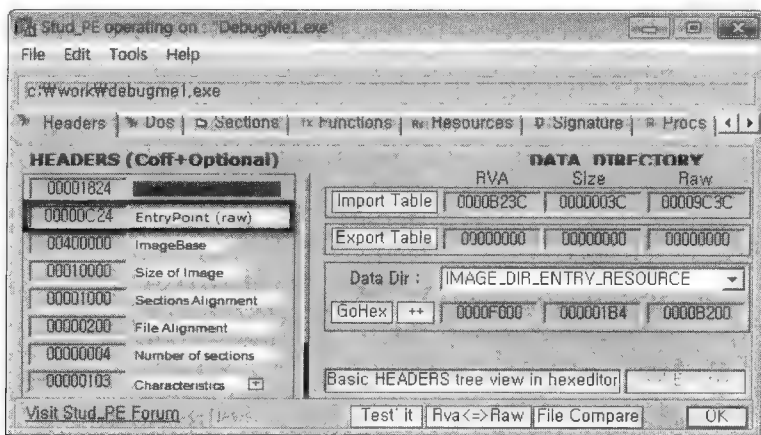 Stud_PE operating on : "DebugMe1.exe"
File Edit Tools Help
c:₩work₩debugme1.exe
Headers Dos Sections Functions Resources Signature Procs
HEADERS (Coff+Optional)
DATA DIRECTORY
RVA Size Raw
00001824
00000C24 EntryPoint (raw)
00400000 ImageBase
00010000 Size of Image
00001000 Sections Alignment
00000200 File Alignment
00000004 Number of sections
00000103 Characteristics
Import Table 0000B23C 0000003C 00009C3C
Export Table 00000000 00000000 00000000
Data Dir : IMAGE_DIR_ENTRY_RESOURCE
GoHex ++ 0000F000 000001B4 0000B200
Basic HEADERS tree view in hexeditor
Visit Stud_PE Forum
Test' it Rva<=>Raw File Compare OK